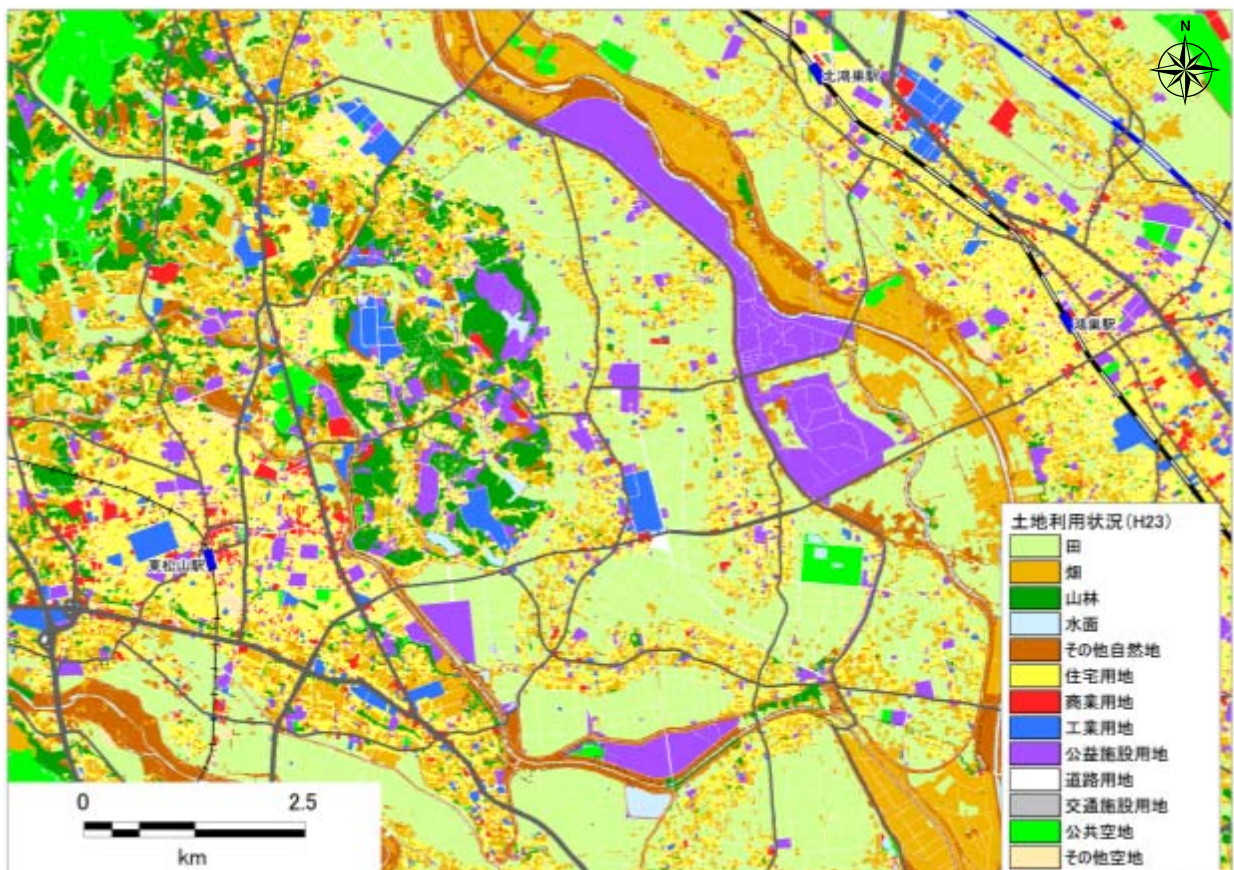 N
北鴻巣駅
鴻巣駅
東松山駅
土地利用状況(H23)
田
畑
山林
水面
その他自然地
住宅用地
商業用地
工業用地
公益施設用地
道路用地
交通施設用地
公共空地
その他空地
0 2.5
km